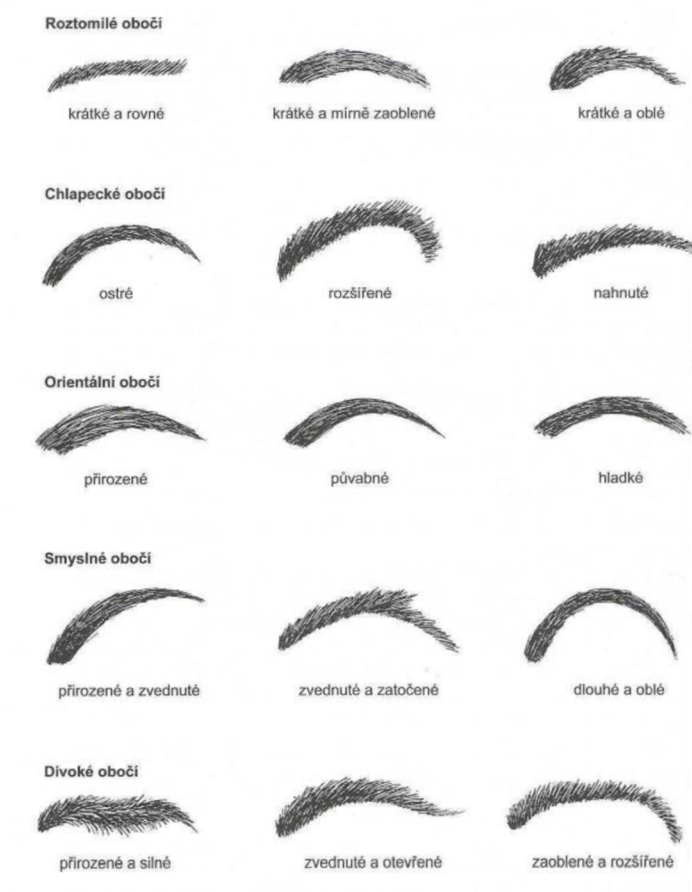 Roztomilé obočí
krátké a rovné
krátké a mírně zaoblené
krátké a oblé
Chlapecké obočí
ostré
rozšířené
nahnuté
Orientální obočí
přirozené
půvabné
hladké
Smyslné obočí
přirozené a zvednuté
zvednuté a zatočené
dlouhé a oblé
Divoké obočí
přirozené a silné
zvednuté a otevřené
zaoblené a rozšířené